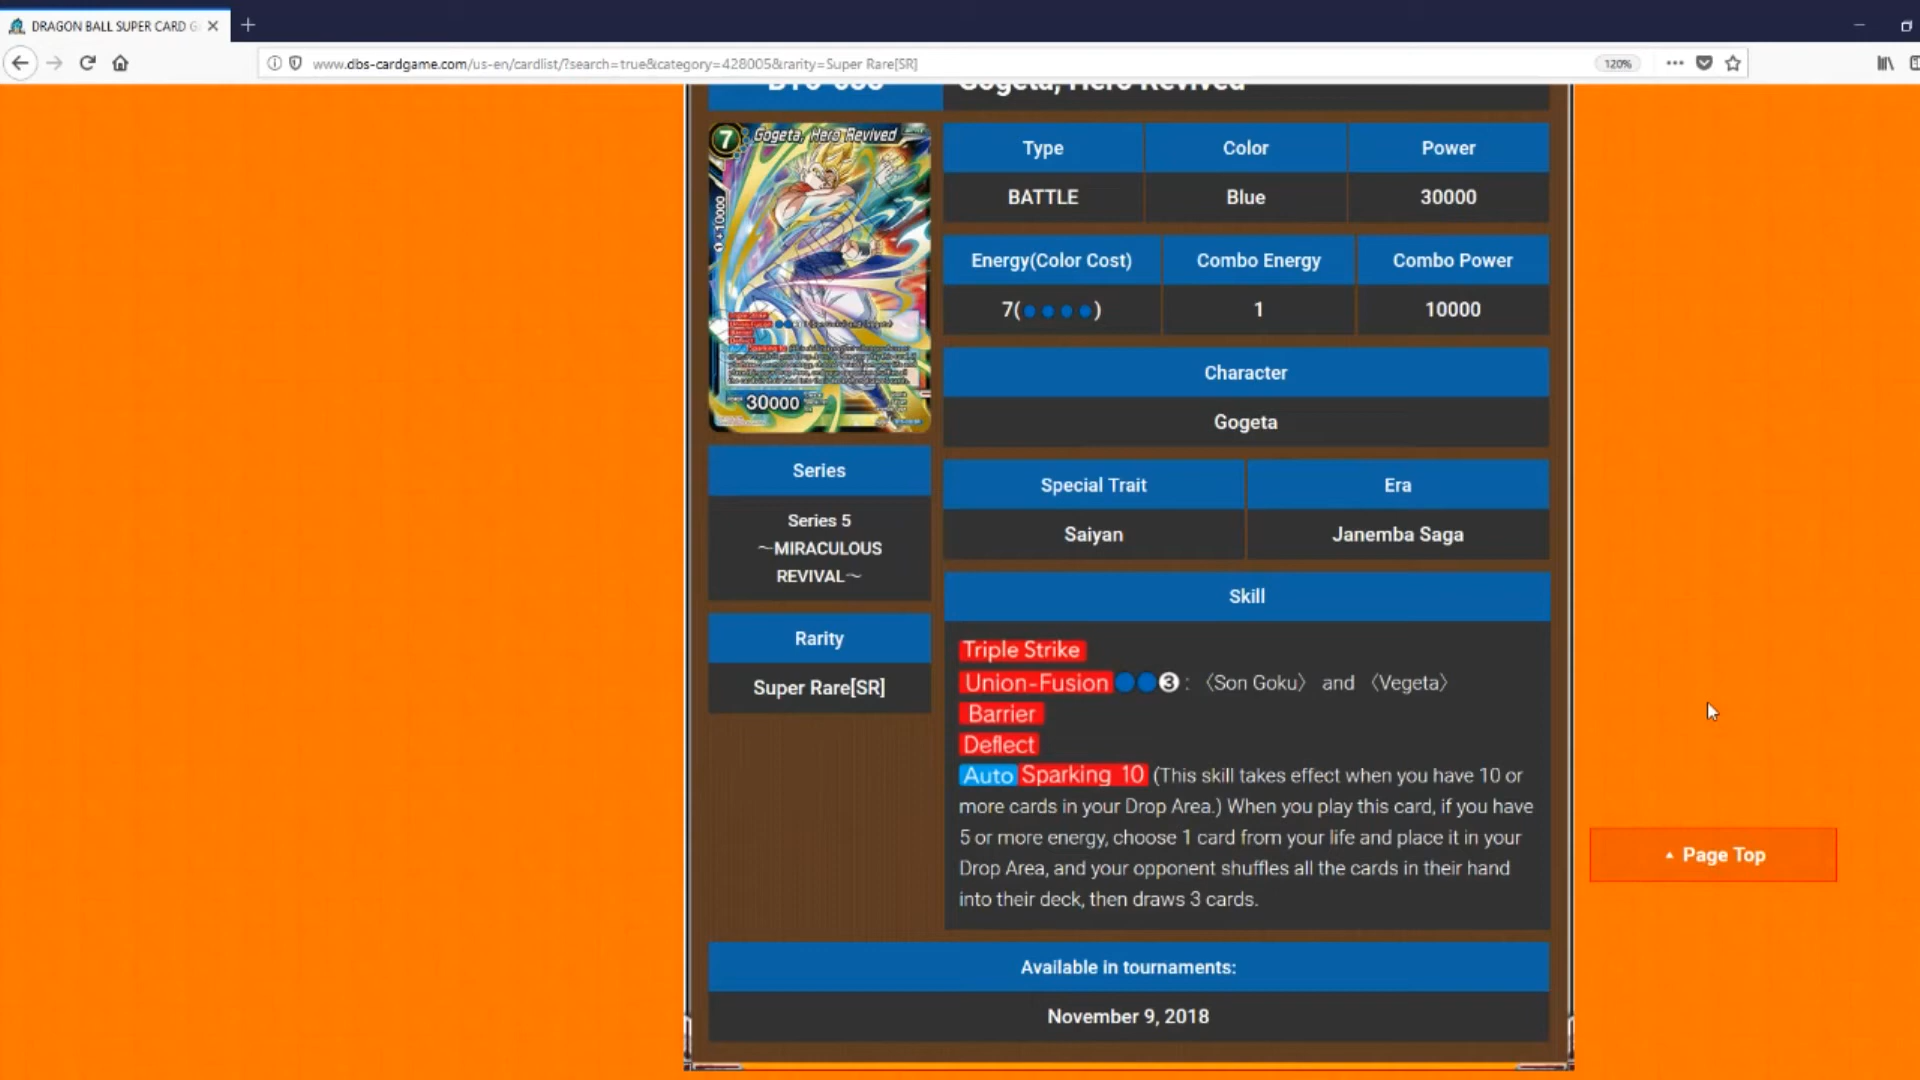 DRAGON BALL SUPER CARD G
www.dbs-cardgame.com/us-en/cardlist/?search=true&category=428005&rarity=Super Rare[SR]
120%
Gogeta, Hero Revived
7
Gogeta, Hero Revived
+10000
30000
Type
Color
Power
BATTLE
Blue
30000
Energy(Color Cost)
Combo Energy
Combo Power
7(●●●●)
1
10000
Character
Gogeta
Series
Series 5
～MIRACULOUS
REVIVAL～
Special Trait
Era
Saiyan
Janemba Saga
Rarity
Super Rare[SR]
Skill
Triple Strike
Union-Fusion ●●❸: 〈Son Goku〉 and 〈Vegeta〉
Barrier
Deflect
Auto Sparking 10 (This skill takes effect when you have 10 or
more cards in your Drop Area.) When you play this card, if you have
5 or more energy, choose 1 card from your life and place it in your
Drop Area, and your opponent shuffles all the cards in their hand
into their deck, then draws 3 cards.
Page Top
Available in tournaments:
November 9, 2018